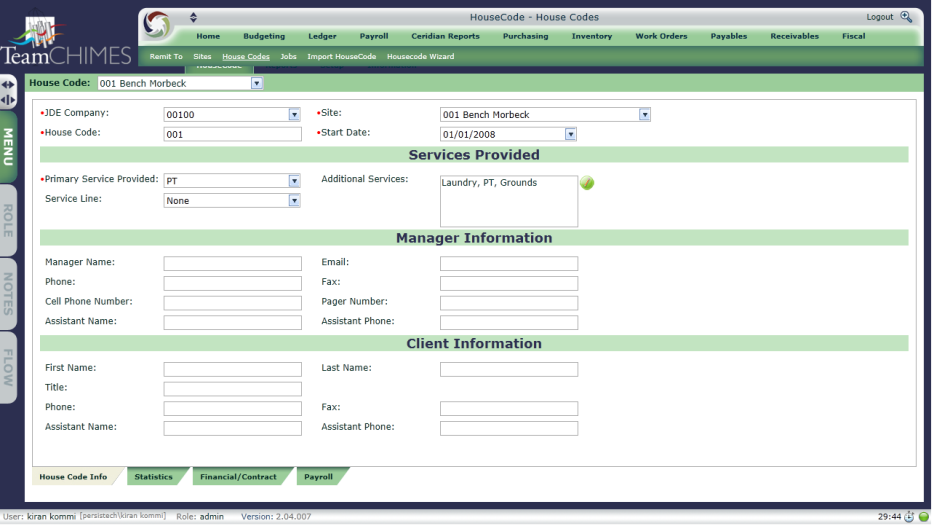 HouseCode - House Codes
Logout
TeamCHIMES
Home Budgeting Ledger Payroll Ceridian Reports Purchasing Inventory Work Orders Payables Receivables Fiscal
Remit To Sites House Codes Jobs Import HouseCode Housecode Wizard
House Code: 001 Bench Morbeck
MENU
ROLE
NOTES
FLOW
•JDE Company: 00100 •Site: 001 Bench Morbeck
•House Code: 001 •Start Date: 01/01/2008
Services Provided
•Primary Service Provided: PT Additional Services: Laundry, PT, Grounds
Service Line: None
Manager Information
Manager Name: Email:
Phone: Fax:
Cell Phone Number: Pager Number:
Assistant Name: Assistant Phone:
Client Information
First Name: Last Name:
Title:
Phone: Fax:
Assistant Name: Assistant Phone:
House Code Info Statistics Financial/Contract Payroll
User: kiran kommi [persistech\kiran kommi] Role: admin Version: 2.04.007 29:44